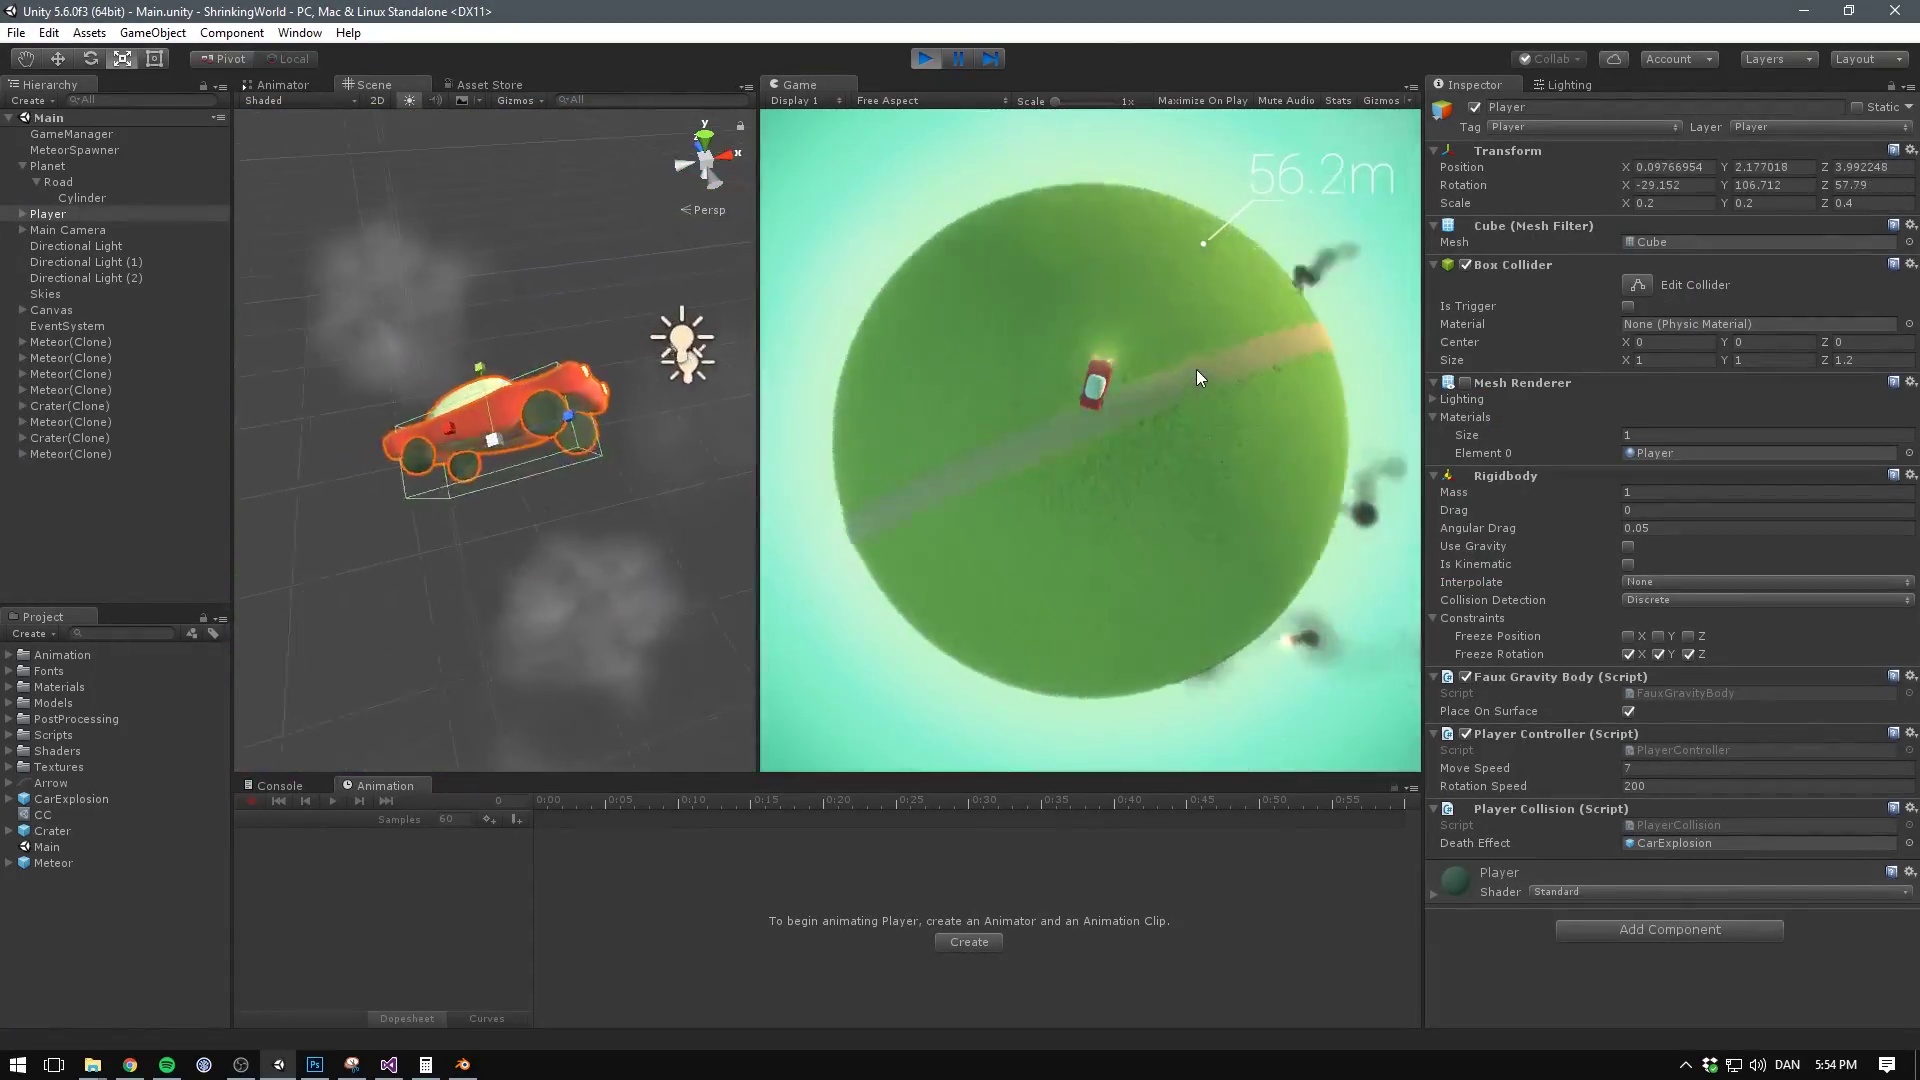 Unity 5.6.0f3 (64bit) - Main.unity - ShrinkingWorld - PC, Mac & Linux Standalone <DX11>
File Edit Assets GameObject Component Window Help
Pivot Local
Collab Account Layers Layout
Hierarchy
Create All
Main
GameManager
MeteorSpawner
Planet
Road
Cylinder
Player
Main Camera
Directional Light
Directional Light (1)
Directional Light (2)
Skies
Canvas
EventSystem
Meteor(Clone)
Meteor(Clone)
Meteor(Clone)
Meteor(Clone)
Crater(Clone)
Meteor(Clone)
Crater(Clone)
Meteor(Clone)
Project
Create
Animation
Fonts
Materials
Models
PostProcessing
Scripts
Shaders
Textures
Arrow
CarExplosion
CC
Crater
Main
Meteor
Animator Scene Asset Store
Shaded 2D Gizmos All
y
z
x
Persp
Game
Display 1 Free Aspect Scale 1x Maximize On Play Mute Audio Stats Gizmos
56.2m
Console Animation
0 0:00 0:05 0:10 0:15 0:20 0:25 0:30 0:35 0:40 0:45 0:50 0:55
Samples 60
To begin animating Player, create an Animator and an Animation Clip.
Create
Dopesheet Curves
Inspector Lighting
Player Static
Tag Player Layer Player
Transform
Position X 0.09766954 Y 2.177018 Z 3.992248
Rotation X -29.152 Y 106.712 Z 57.79
Scale X 0.2 Y 0.2 Z 0.4
Cube (Mesh Filter)
Mesh Cube
Box Collider
Edit Collider
Is Trigger
Material None (Physic Material)
Center X 0 Y 0 Z 0
Size X 1 Y 1 Z 1.2
Mesh Renderer
Lighting
Materials
Size 1
Element 0 Player
Rigidbody
Mass 1
Drag 0
Angular Drag 0.05
Use Gravity
Is Kinematic
Interpolate None
Collision Detection Discrete
Constraints
Freeze Position X Y Z
Freeze Rotation X Y Z
Faux Gravity Body (Script)
Script FauxGravityBody
Place On Surface
Player Controller (Script)
Script PlayerController
Move Speed 7
Rotation Speed 200
Player Collision (Script)
Script PlayerCollision
Death Effect CarExplosion
Player
Shader Standard
Add Component
Ps
DAN 5:54 PM